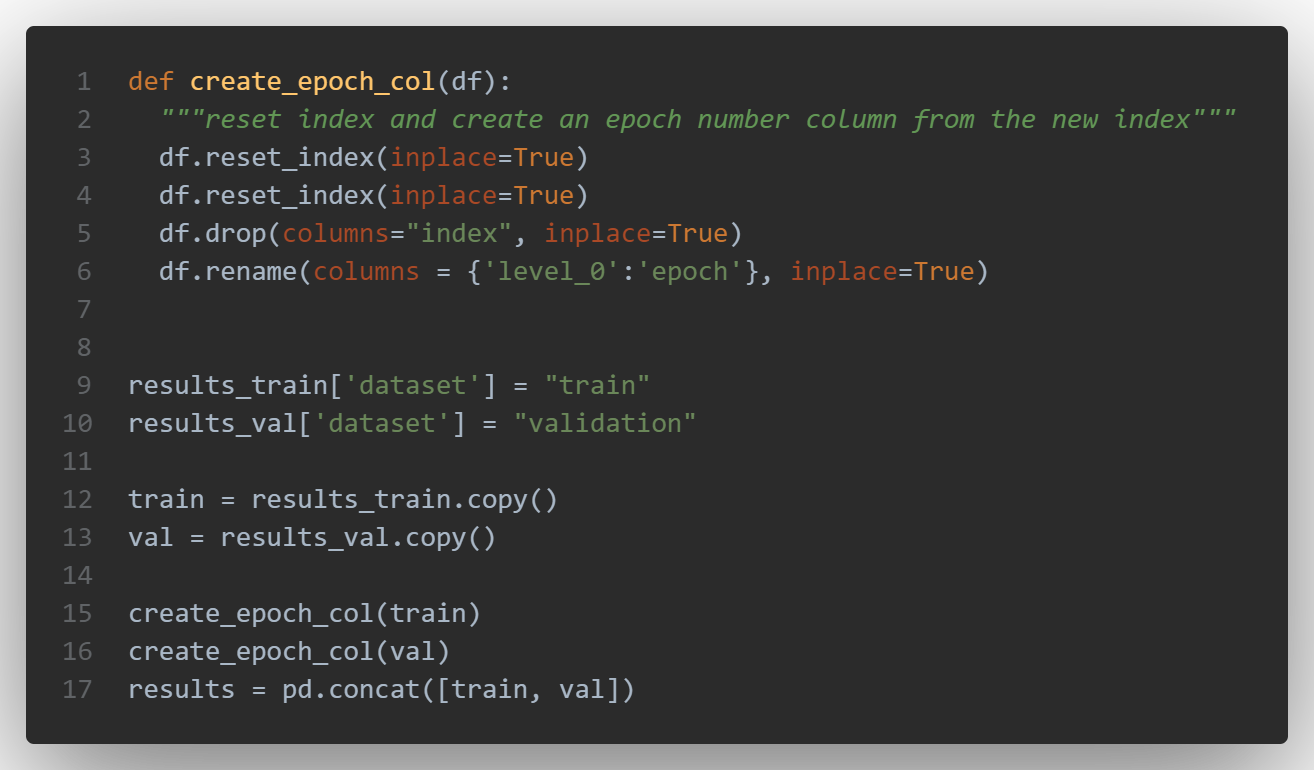 1 def create_epoch_col(df):
2   """reset index and create an epoch number column from the new index"""
3   df.reset_index(inplace=True)
4   df.reset_index(inplace=True)
5   df.drop(columns="index", inplace=True)
6   df.rename(columns = {'level_0':'epoch'}, inplace=True)
7
8
9 results_train['dataset'] = "train"
10 results_val['dataset'] = "validation"
11
12 train = results_train.copy()
13 val = results_val.copy()
14
15 create_epoch_col(train)
16 create_epoch_col(val)
17 results = pd.concat([train, val])